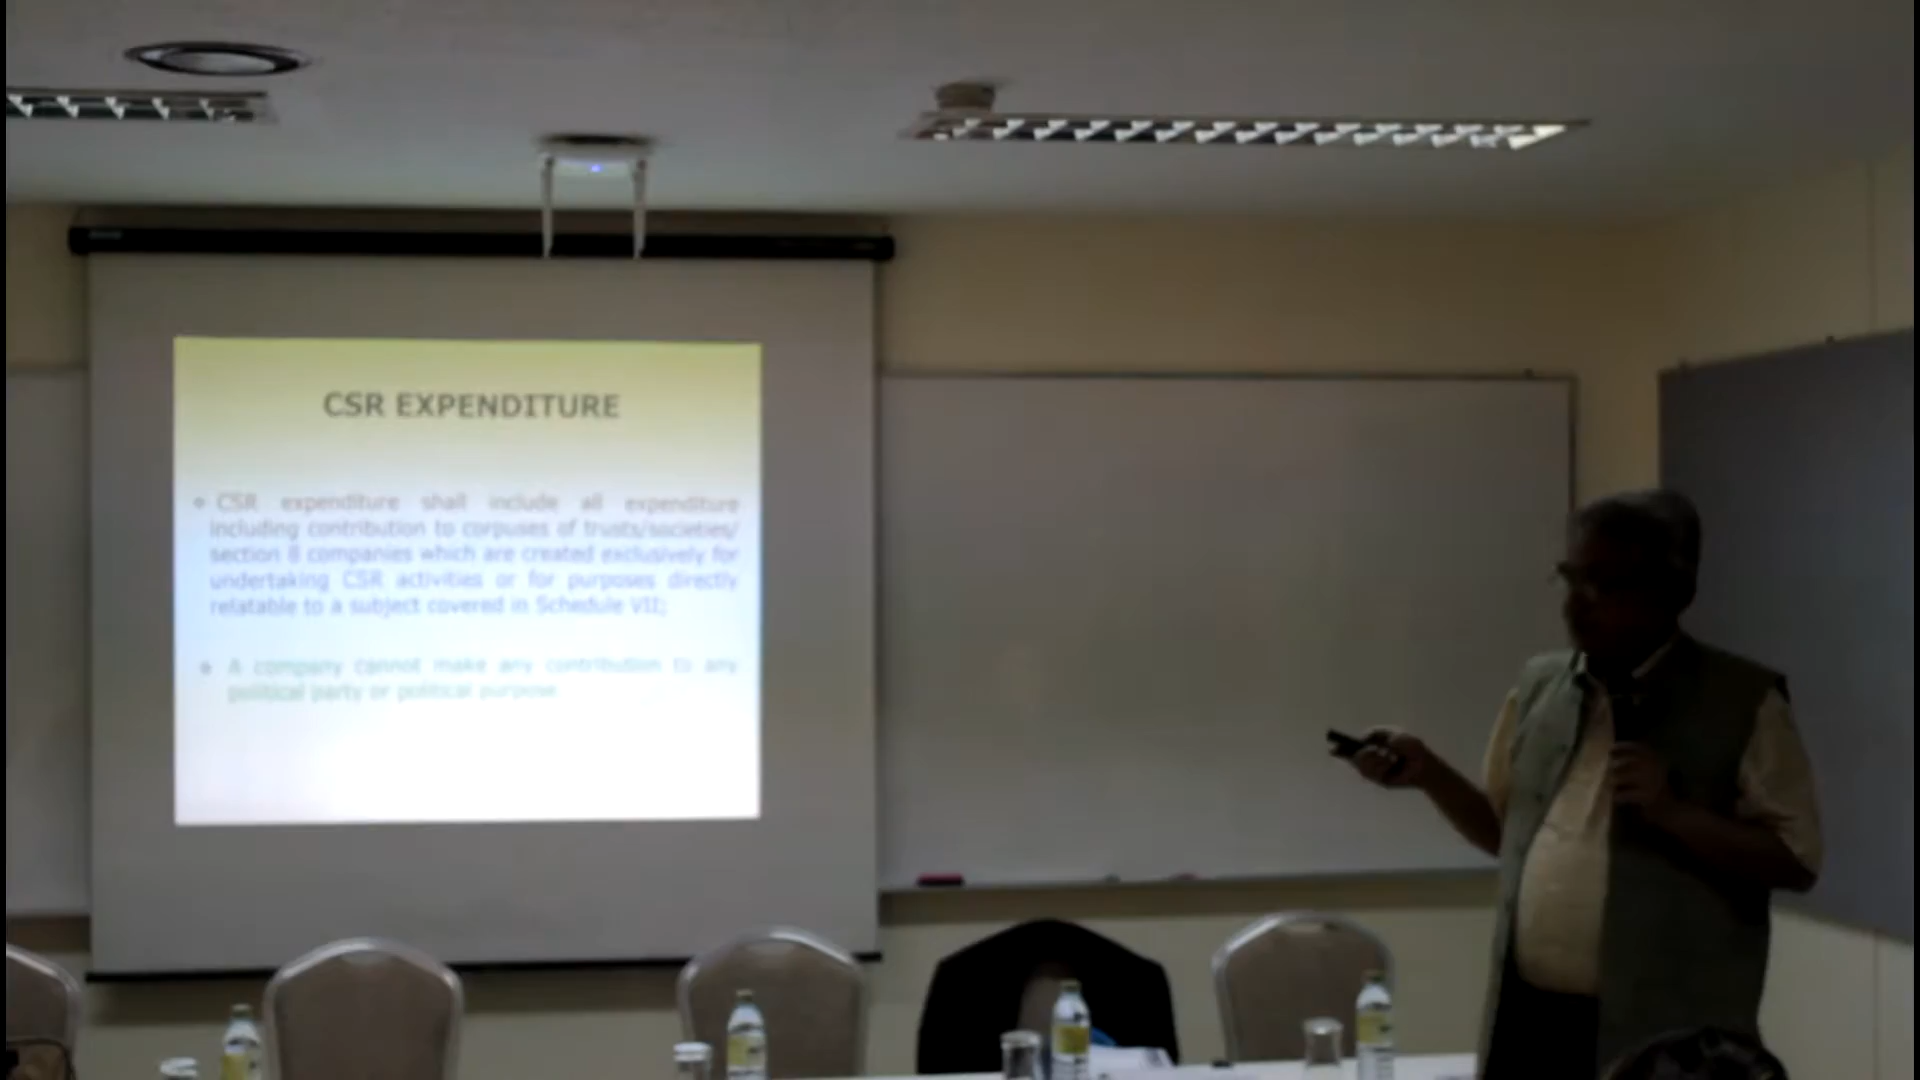 CSR EXPENDITURE
CSR expenditure shall include all expenditure
including contribution to corpuses of trusts/societies/
section 8 companies which are created exclusively for
undertaking CSR activities or for purposes directly
relatable to a subject covered in Schedule VII;
A company cannot make any contribution to any
political party or political purpose